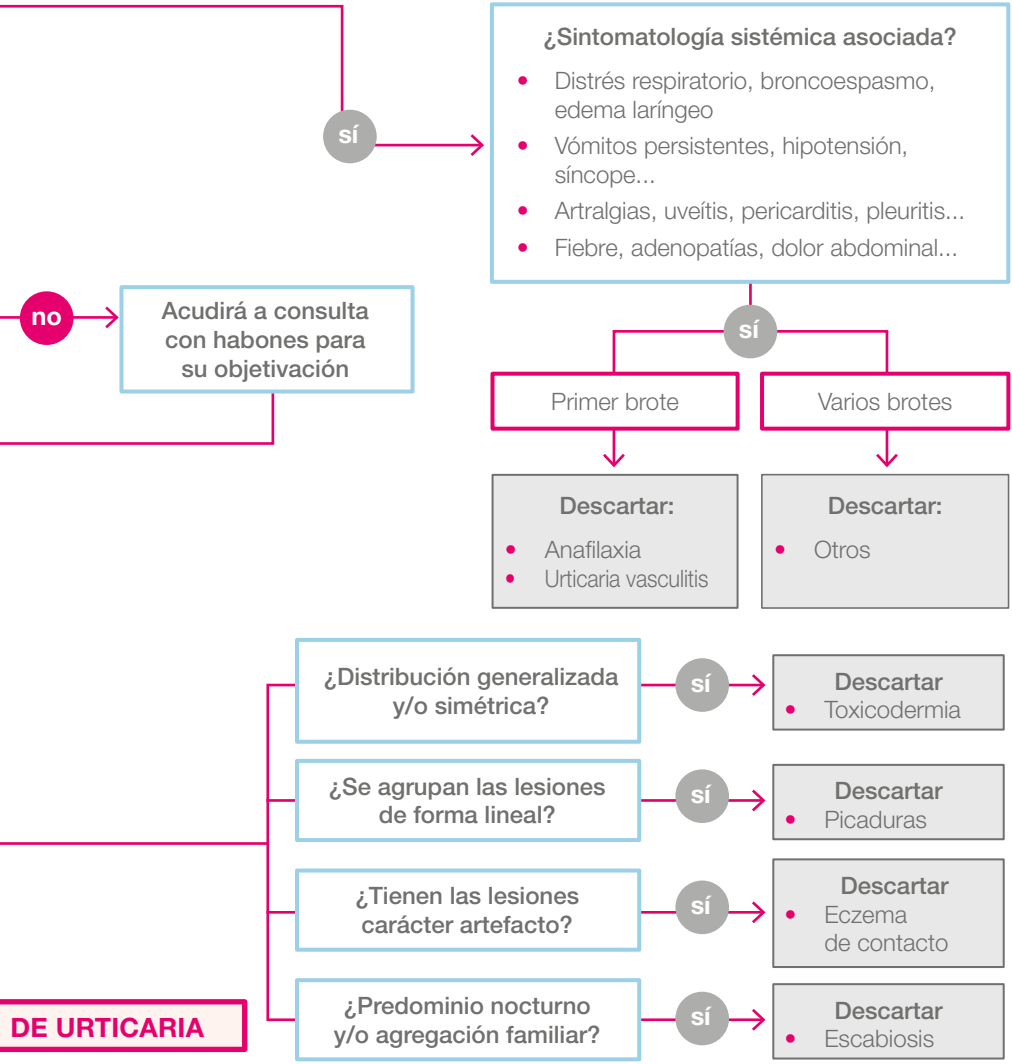 ¿Sintomatología sistémica asociada?
• Distrés respiratorio, broncoespasmo,
edema laríngeo
• Vómitos persistentes, hipotensión,
síncope...
• Artralgias, uveítis, pericarditis, pleuritis...
• Fiebre, adenopatías, dolor abdominal...
sí
no
Acudirá a consulta
con habones para
su objetivación
sí
Primer brote
Varios brotes
Descartar:
• Anafilaxia
• Urticaria vasculitis
Descartar:
• Otros
¿Distribución generalizada
y/o simétrica?
sí
Descartar
• Toxicodermia
¿Se agrupan las lesiones
de forma lineal?
sí
Descartar
• Picaduras
¿Tienen las lesiones
carácter artefacto?
sí
Descartar
• Eczema
de contacto
¿Predominio nocturno
y/o agregación familiar?
sí
Descartar
• Escabiosis
DE URTICARIA